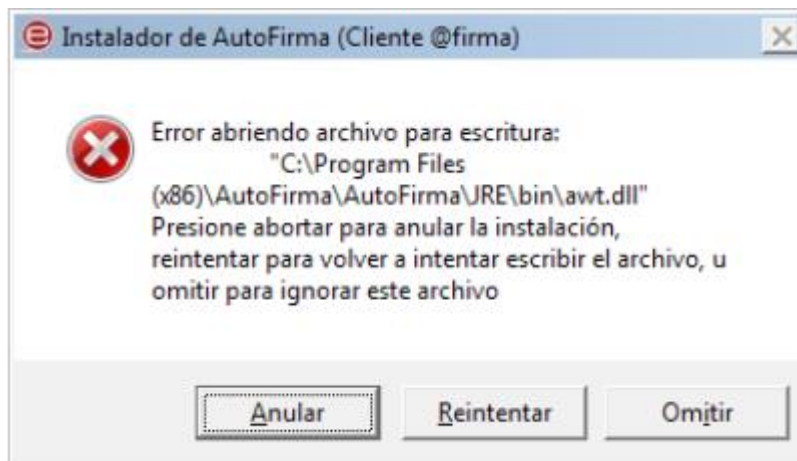 Instalador de AutoFirma (Cliente @firma)
Error abriendo archivo para escritura:
"C:\Program Files
(x86)\AutoFirma\AutoFirma\JRE\bin\awt.dll"
Presione abortar para anular la instalación,
reintentar para volver a intentar escribir el archivo, u
omitir para ignorar este archivo
Anular
Reintentar
Omitir